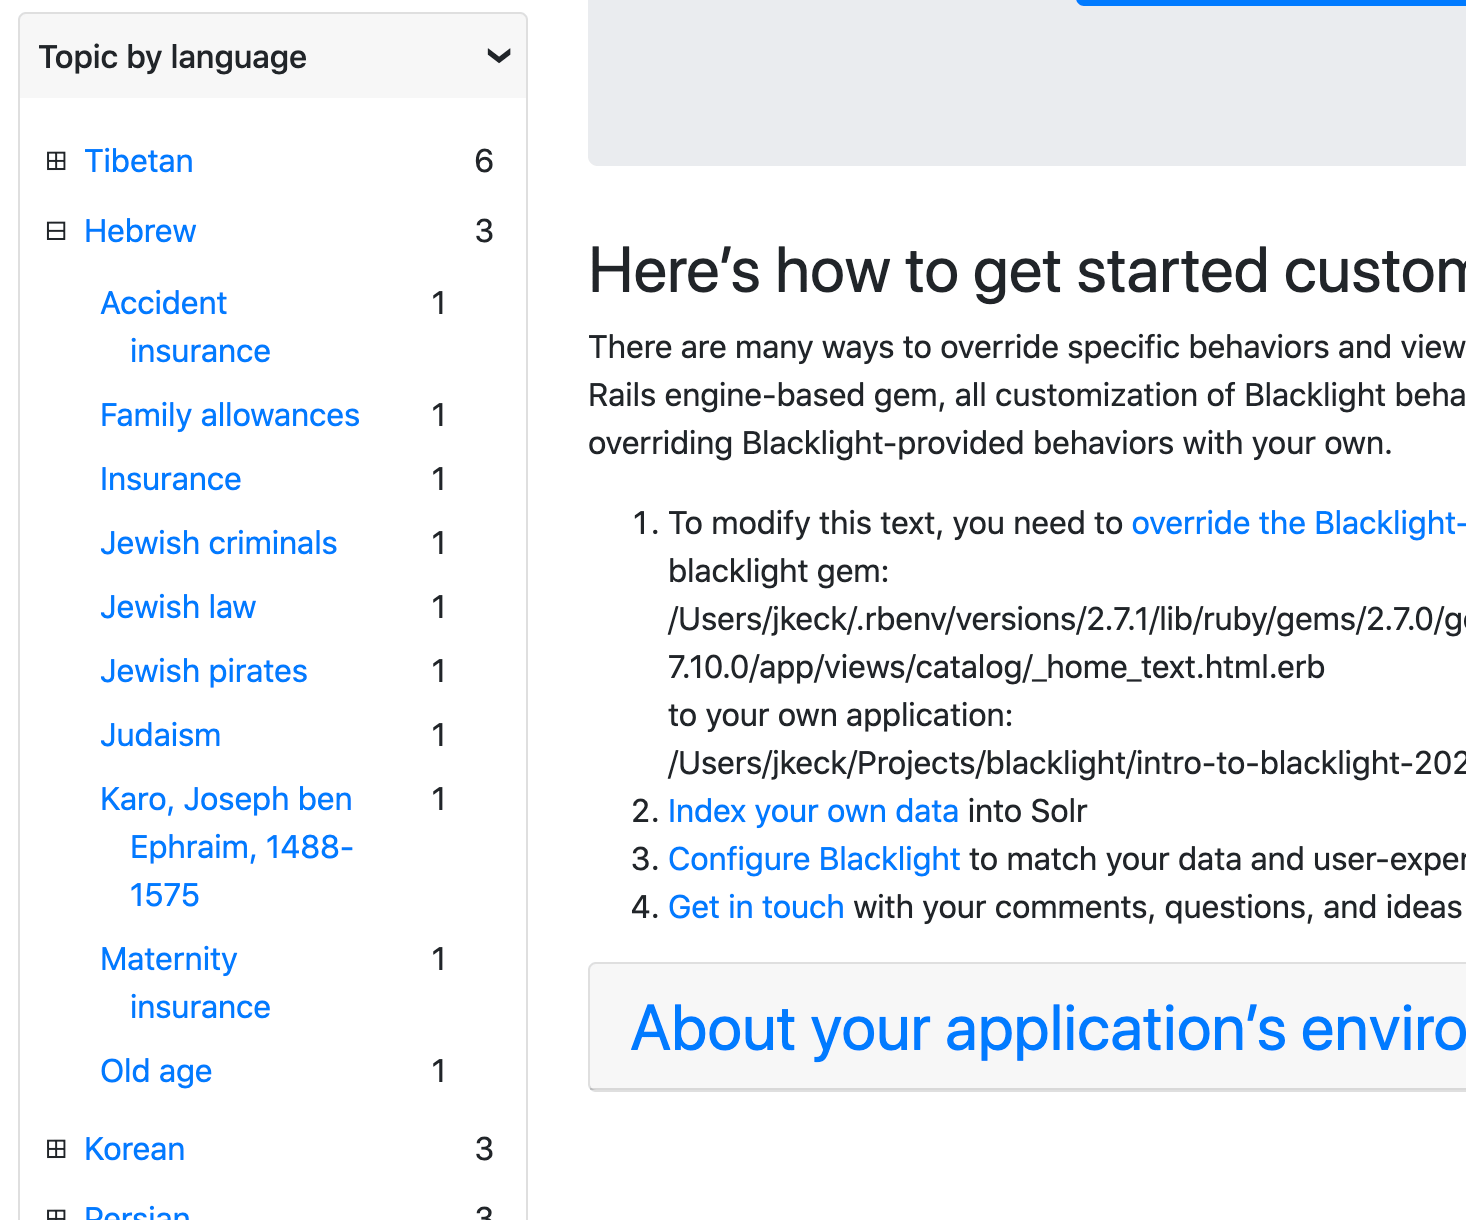 Topic by language
Tibetan 6
Hebrew 3
Accident 1
insurance
Family allowances 1
Insurance 1
Jewish criminals 1
Jewish law 1
Jewish pirates 1
Judaism 1
Karo, Joseph ben 1
Ephraim, 1488-
1575
Maternity 1
insurance
Old age 1
Korean 3
Persian 3
Here’s how to get started custom
There are many ways to override specific behaviors and view
Rails engine-based gem, all customization of Blacklight beha
overriding Blacklight-provided behaviors with your own.
1. To modify this text, you need to override the Blacklight-
blacklight gem:
/Users/jkeck/.rbenv/versions/2.7.1/lib/ruby/gems/2.7.0/ge
7.10.0/app/views/catalog/_home_text.html.erb
to your own application:
/Users/jkeck/Projects/blacklight/intro-to-blacklight-202
2. Index your own data into Solr
3. Configure Blacklight to match your data and user-exper
4. Get in touch with your comments, questions, and ideas
About your application’s enviro